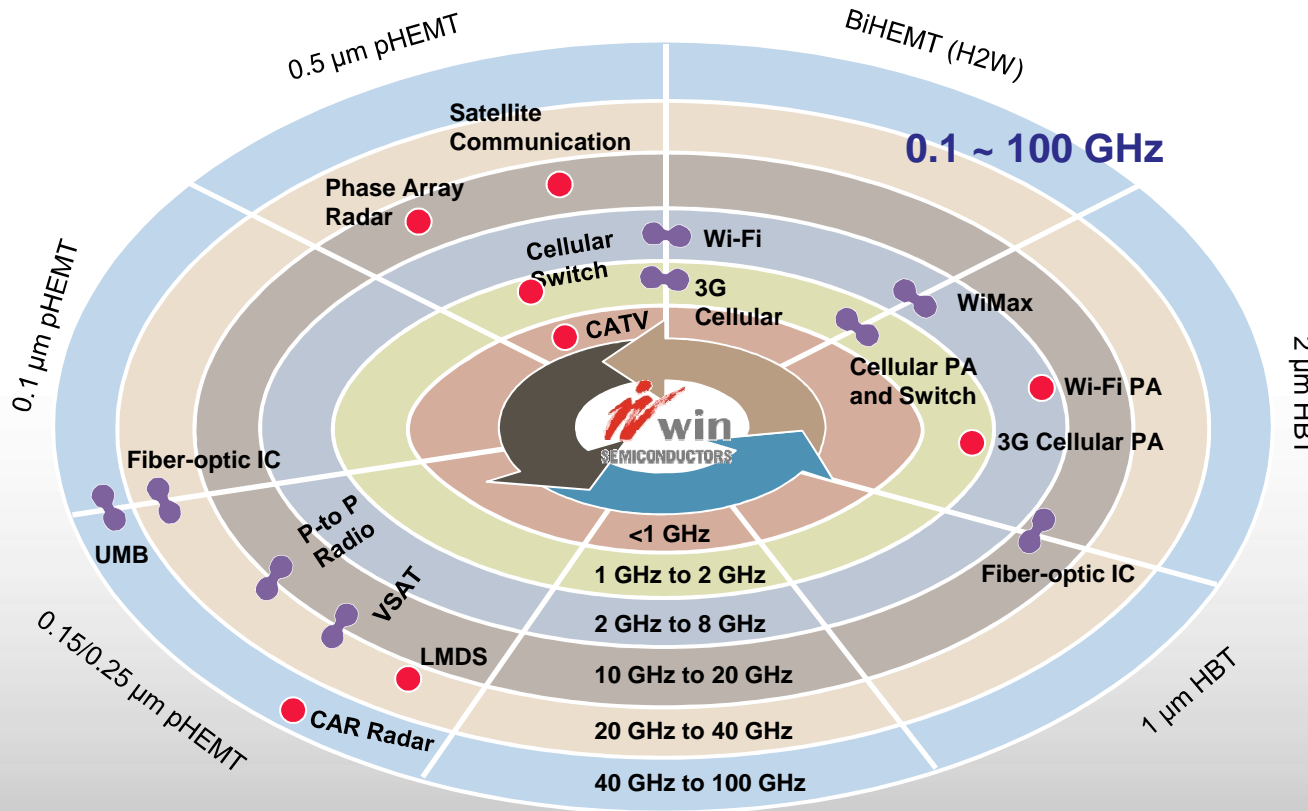 0.5 µm pHEMT
BiHEMT (H2W)
Satellite
Communication
0.1 ~ 100 GHz
Phase Array
Radar
Cellular
Switch
Wi-Fi
0.1 µm pHEMT
3G
Cellular
WiMax
CATV
2 µm HBT
Cellular PA
and Switch
Wi-Fi PA
win
SEMICONDUCTORS
3G Cellular PA
Fiber-optic IC
P-to P
Radio
<1 GHz
UMB
1 GHz to 2 GHz
Fiber-optic IC
VSAT
2 GHz to 8 GHz
0.15/0.25 µm pHEMT
LMDS
10 GHz to 20 GHz
1 µm HBT
CAR Radar
20 GHz to 40 GHz
40 GHz to 100 GHz